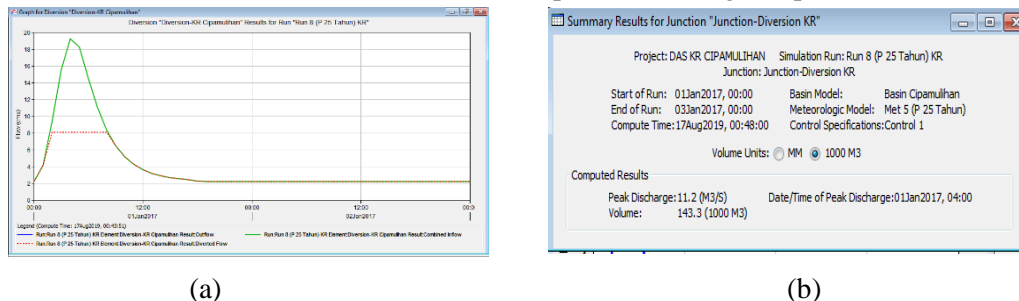 Graph for Diversion "Diversion-KR Cipamulihan"
Diversion "Diversion-KR Cipamulihan" Results for Run "Run 8 (P 25 Tahun) KR"
20
18
16
14
12
10
8
6
4
2
0
Flow (cms)
00:00 12:00 00:00 12:00 00:0
01Jan2017 02Jan2017
Legend (Compute Time: 17Aug2019, 00:43:51)
Run:Run 8 (P 25 Tahun) KR Element:Diversion-KR Cipamulihan Result:Outflow
Run:Run 8 (P 25 Tahun) KR Element:Diversion-KR Cipamulihan Result:Combined Inflow
Run:Run 8 (P 25 Tahun) KR Element:Diversion-KR Cipamulihan Result:Diverted Flow
(a)
Summary Results for Junction "Junction-Diversion KR"
Project: DAS KR CIPAMULIHAN Simulation Run: Run 8 (P 25 Tahun) KR
Junction: Junction-Diversion KR
Start of Run: 01Jan2017, 00:00 Basin Model: Basin Cipamulihan
End of Run: 03Jan2017, 00:00 Meteorologic Model: Met 5 (P 25 Tahun)
Compute Time:17Aug2019, 00:48:00 Control Specifications:Control 1
Volume Units: MM 1000 M3
Computed Results
Peak Discharge:11.2 (M3/S) Date/Time of Peak Discharge:01Jan2017, 04:00
Volume: 143.3 (1000 M3)
(b)